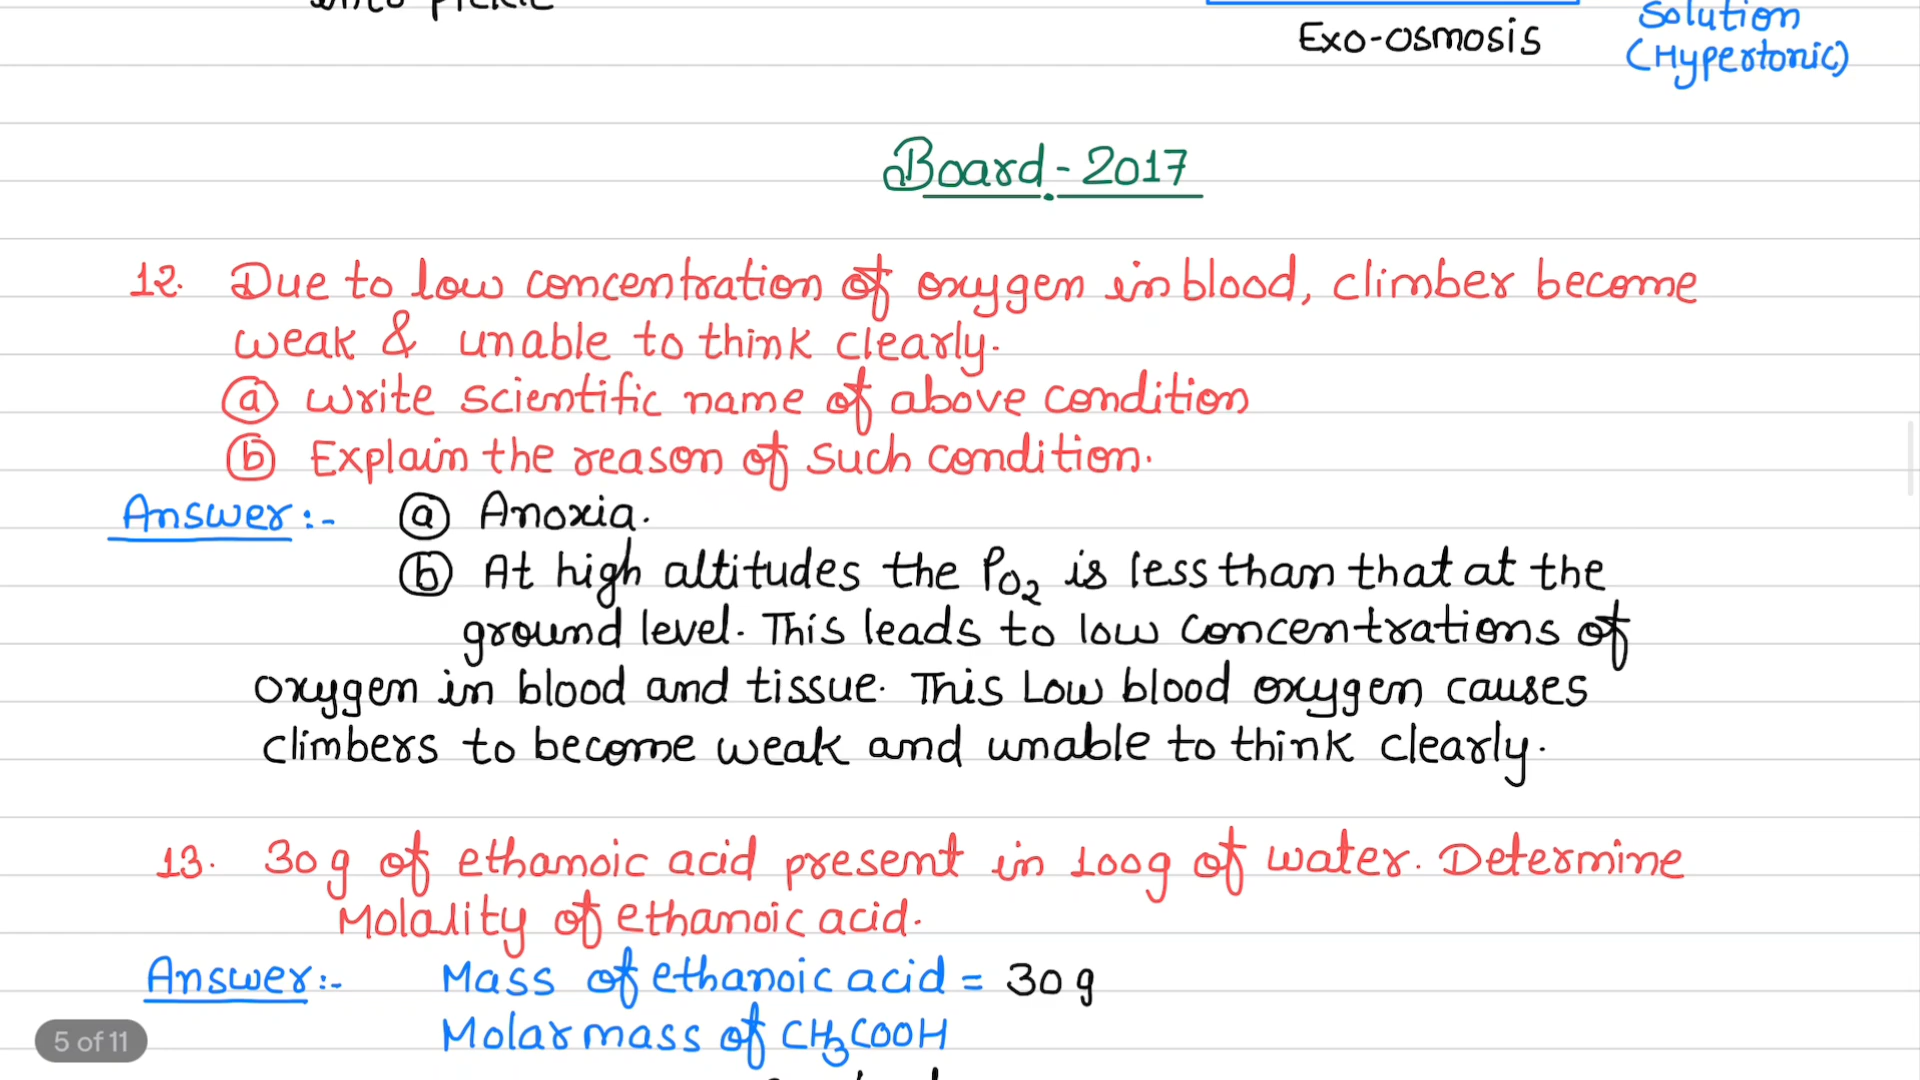 into pickle
Exo-osmosis
Solution
(Hypertonic)
Board-2017
12. Due to low concentration of oxygen in blood, climber become
weak & unable to think clearly.
(a) write scientific name of above condition
(b) Explain the reason of such condition.
Answer:- (a) Anoxia.
(b) At high altitudes the PO2 is less than that at the
ground level. This leads to low concentrations of
oxygen in blood and tissue. This Low blood oxygen causes
climbers to become weak and unable to think clearly.
13. 30g of ethanoic acid present in 100g of water. Determine
Molality of ethanoic acid.
Answer:- Mass of ethanoic acid = 30 g
Molar mass of CH3COOH
5 of 11